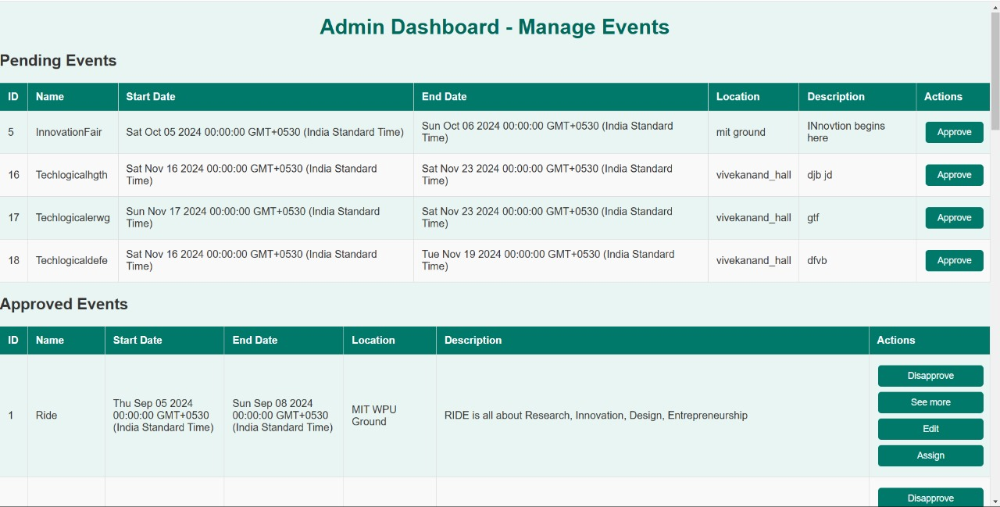 Admin Dashboard - Manage Events
Pending Events
ID Name Start Date End Date Location Description Actions
5 InnovationFair Sat Oct 05 2024 00:00:00 GMT+0530 (India Standard Time) Sun Oct 06 2024 00:00:00 GMT+0530 (India Standard Time) mit ground INnovtion begins here Approve
16 Techlogicalhgth Sat Nov 16 2024 00:00:00 GMT+0530 (India Standard Time) Sat Nov 23 2024 00:00:00 GMT+0530 (India Standard Time) vivekanand_hall djb jd Approve
17 Techlogicalerwg Sun Nov 17 2024 00:00:00 GMT+0530 (India Standard Time) Sat Nov 23 2024 00:00:00 GMT+0530 (India Standard Time) vivekanand_hall gtf Approve
18 Techlogicaldefe Sat Nov 16 2024 00:00:00 GMT+0530 (India Standard Time) Tue Nov 19 2024 00:00:00 GMT+0530 (India Standard Time) vivekanand_hall dfvb Approve
Approved Events
ID Name Start Date End Date Location Description Actions
1 Ride Thu Sep 05 2024 00:00:00 GMT+0530 (India Standard Time) Sun Sep 08 2024 00:00:00 GMT+0530 (India Standard Time) MIT WPU Ground RIDE is all about Research, Innovation, Design, Entrepreneurship
Disapprove
See more
Edit
Assign
Disapprove